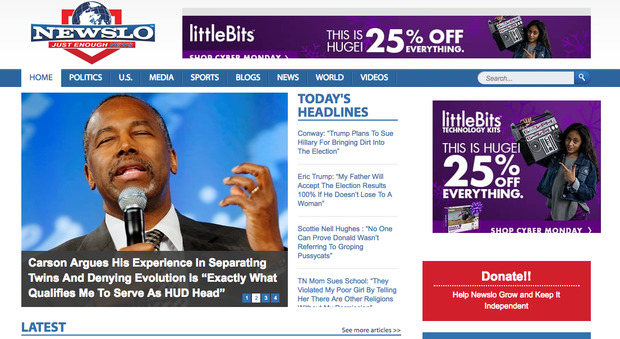 NEWSLO
JUST ENOUGH NEWS
littleBits
SHOP CYBER MONDAY
THIS IS
HUGE!
25% OFF
EVERYTHING.
HOME
POLITICS
U.S.
MEDIA
SPORTS
BLOGS
NEWS
WORLD
VIDEOS
Search...
Carson Argues His Experience In Separating
Twins And Denying Evolution Is “Exactly What
Qualifies Me To Serve As HUD Head”
1 2 3 4
TODAY'S
HEADLINES
Conway: "Trump Plans To Sue
Hillary For Bringing Dirt Into
The Election"
Eric Trump: "My Father Will
Accept The Election Results
100% If He Doesn't Lose To A
Woman"
Scottie Nell Hughes : "No One
Can Prove Donald Wasn't
Referring To Groping
Pussycats"
TN Mom Sues School: "They
Violated My Poor Girl By Telling
Her There Are Other Religions
Without My Permission"
littleBits
TECHNOLOGY KITS
THIS IS HUGE!
25% OFF
EVERYTHING.
SHOP CYBER MONDAY
Donate!!
Help Newslo Grow and Keep It
Independent
LATEST
See more articles >>